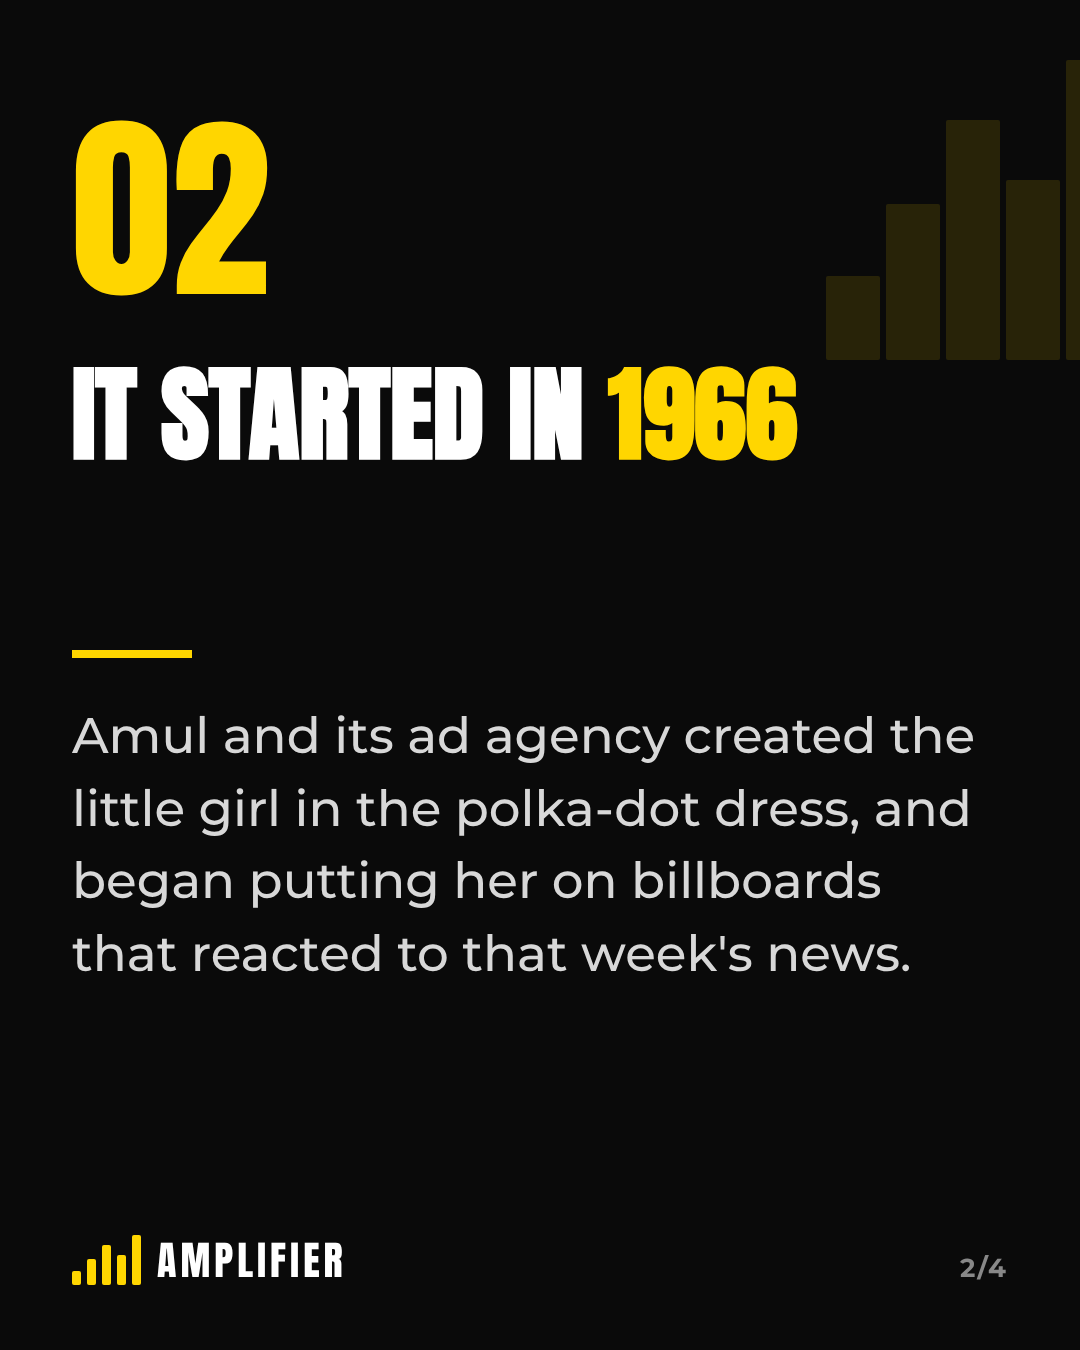 02
IT STARTED IN 1966
Amul and its ad agency created the
little girl in the polka-dot dress, and
began putting her on billboards
that reacted to that week's news.
AMPLIFIER
2/4